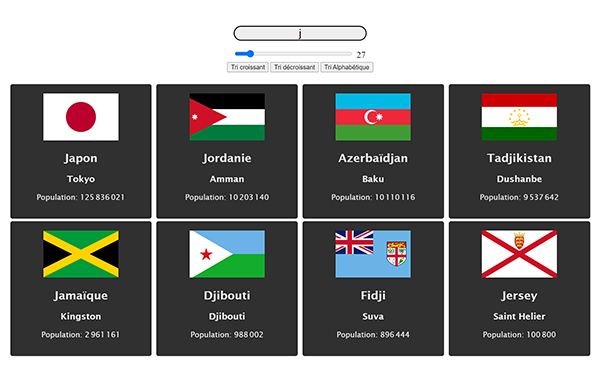 j
27
Tri croissant Tri décroissant Tri Alphabétique
Japon
Tokyo
Population: 125 836 021
Jordanie
Amman
Population: 10 203 140
Azerbaïdjan
Baku
Population: 10 110 116
Tadjikistan
Dushanbe
Population: 9 537 642
Jamaïque
Kingston
Population: 2 961 161
Djibouti
Djibouti
Population: 988 002
Fidji
Suva
Population: 896 444
Jersey
Saint Helier
Population: 100 800